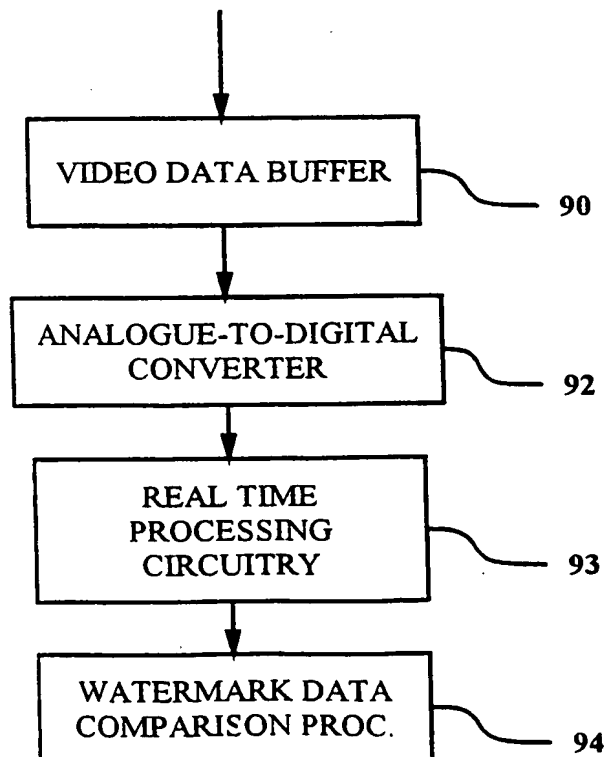 VIDEO DATA BUFFER
90
ANALOGUE-TO-DIGITAL
CONVERTER
92
REAL TIME
PROCESSING
CIRCUITRY
93
WATERMARK DATA
COMPARISON PROC.
94